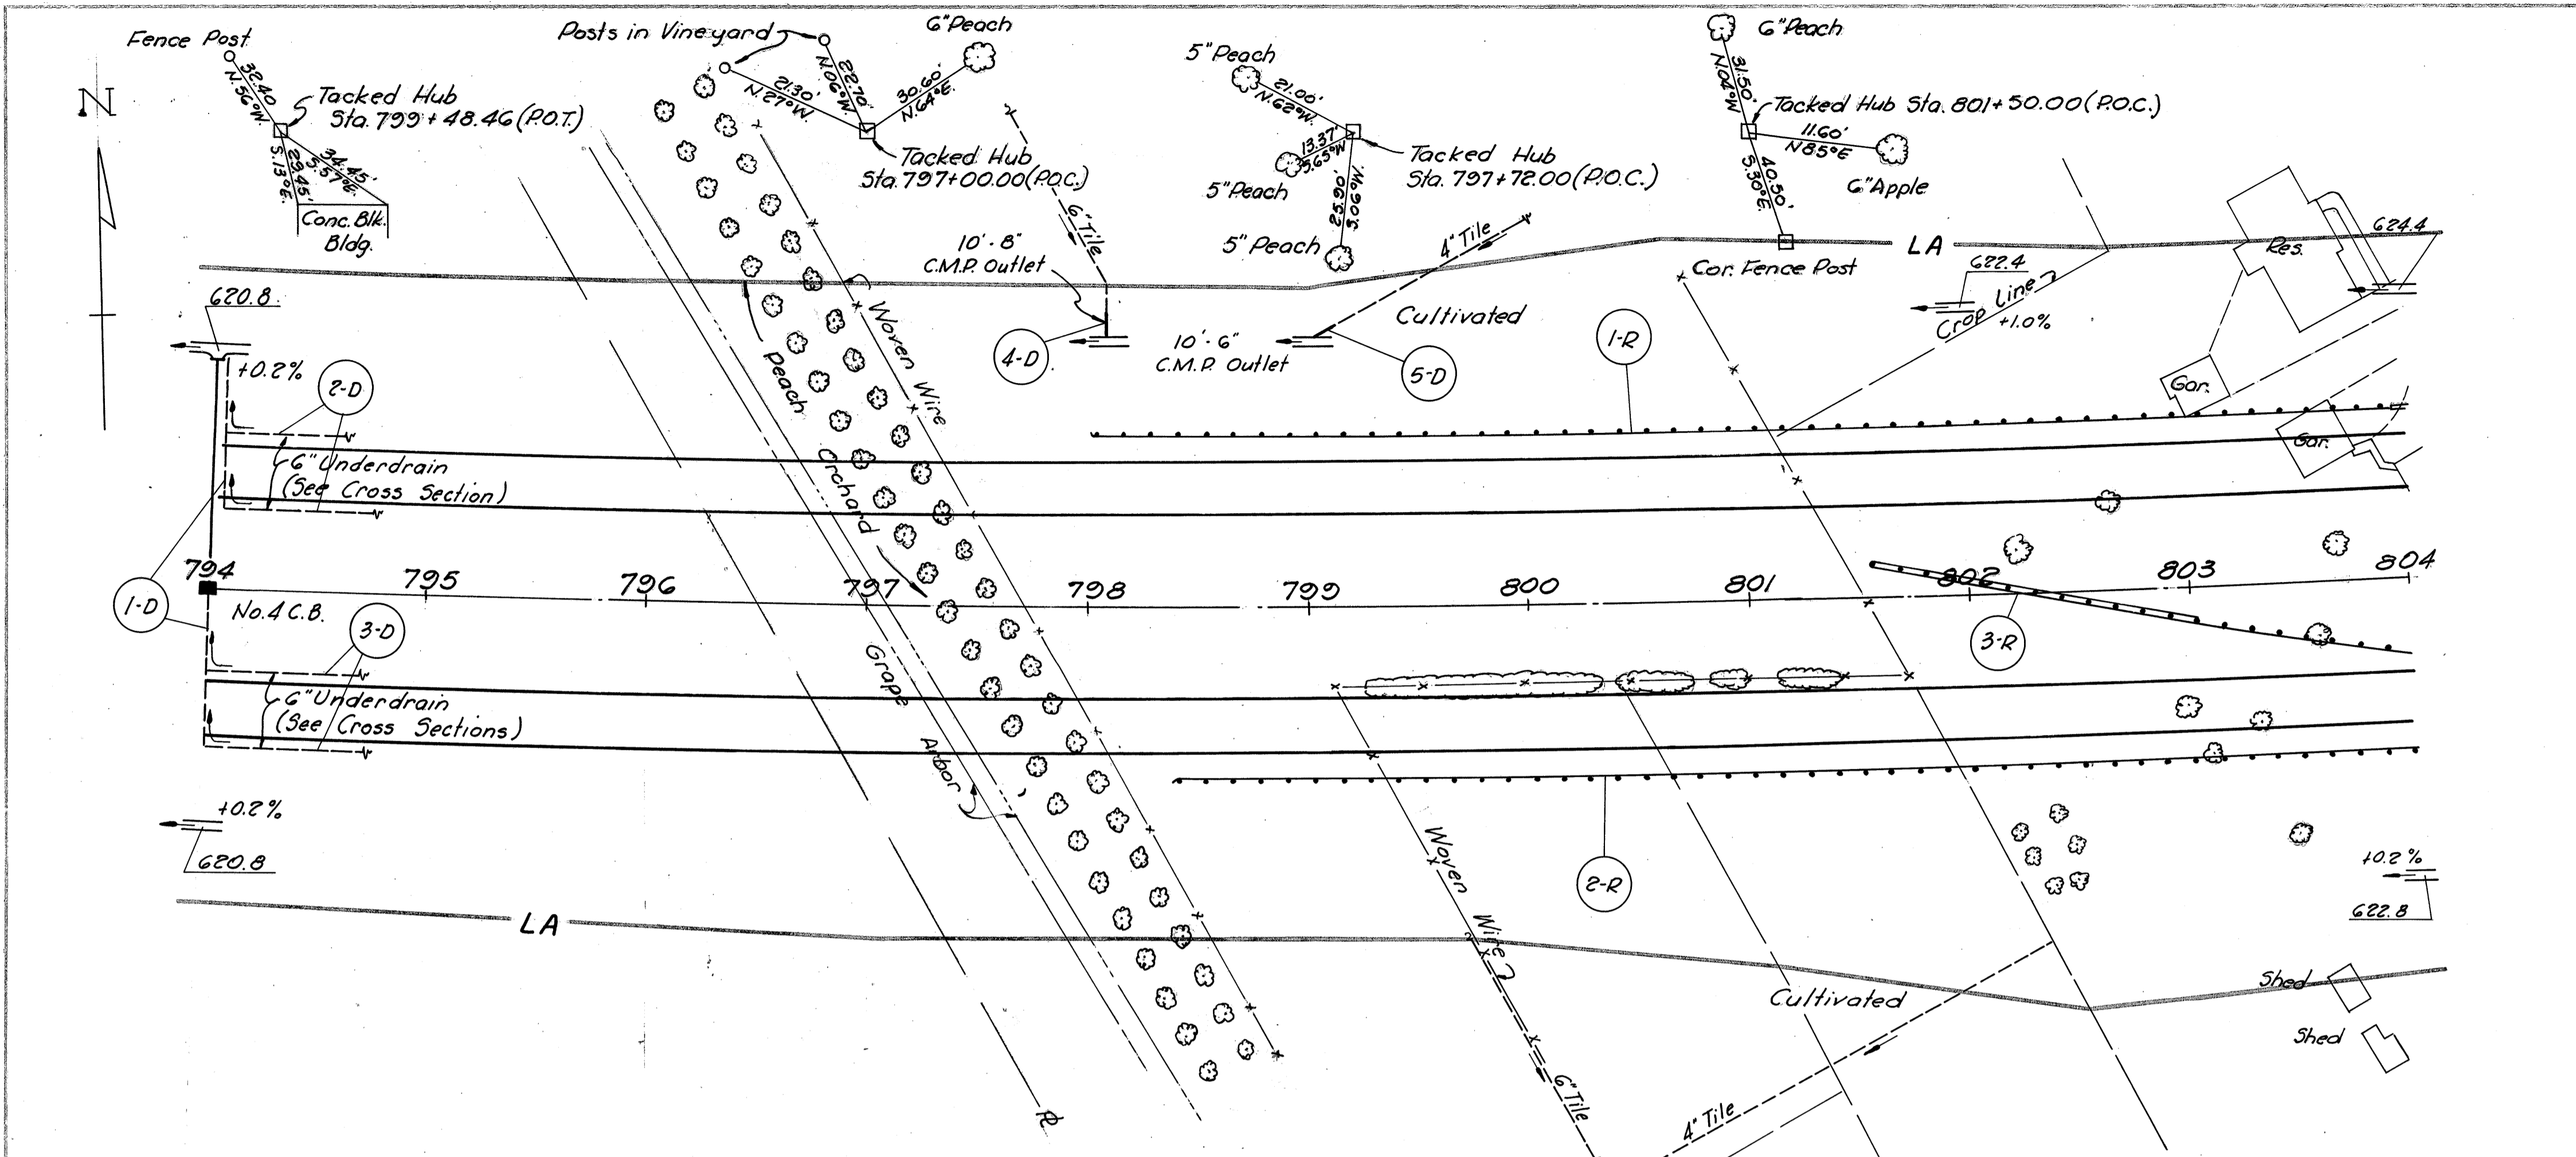 Fence Post
32.40
N.56°W.
Tacked Hub
Sta. 799+48.46 (P.O.T.)
34.45'
S.57°E.
29.45'
S.13°E.
Conc. Blk.
Bldg.
N
Posts in Vineyard
22.70'
N.06°W.
21.30'
N.27°W.
6" Peach
30.60'
N.64°E.
Tacked Hub
Sta. 797+00.00 (P.O.C.)
6" Tile
10'-8"
C.M.P. Outlet
5" Peach
21.00'
N.62°W.
13.37'
S.65°W
5" Peach
25.90'
S.06°W.
5" Peach
Tacked Hub
Sta. 797+72.00 (P.O.C.)
4" Tile
6" Peach
31.50'
N.04°W.
Tacked Hub Sta. 801+50.00 (P.O.C.)
11.60'
N85°E
6" Apple
40.50'
S.30°E.
LA
Cor. Fence Post
622.4
Crop Line
+1.0%
Res.
624.4
620.8
+0.2%
2-D
Peach
Orchard
Woven Wire
4-D
10'-6"
C.M.P. Outlet
5-D
Cultivated
1-R
Gar.
Gar.
6" Underdrain
(See Cross Section)
794
795
796
797
798
799
800
801
802
803
804
1-D
No.4 C.B.
3-D
3-R
6" Underdrain
(See Cross Sections)
Grape
Arbor
+0.2%
620.8
Woven Wire
2-R
+0.2%
622.8
LA
Cultivated
Shed
Shed
6" Tile
4" Tile
PL